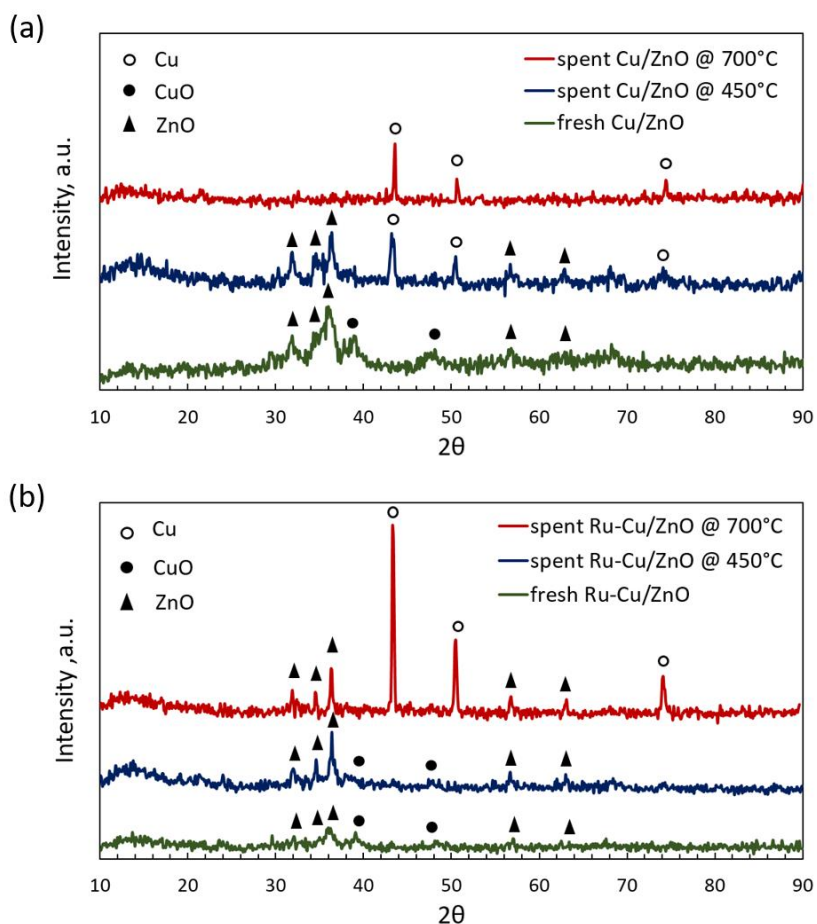 (a)
Cu
CuO
ZnO
spent Cu/ZnO @ 700°C
spent Cu/ZnO @ 450°C
fresh Cu/ZnO
Intensity, a.u.
10 20 30 40 50 60 70 80 90
2θ
(b)
Cu
CuO
ZnO
spent Ru-Cu/ZnO @ 700°C
spent Ru-Cu/ZnO @ 450°C
fresh Ru-Cu/ZnO
Intensity ,a.u.
10 20 30 40 50 60 70 80 90
2θ